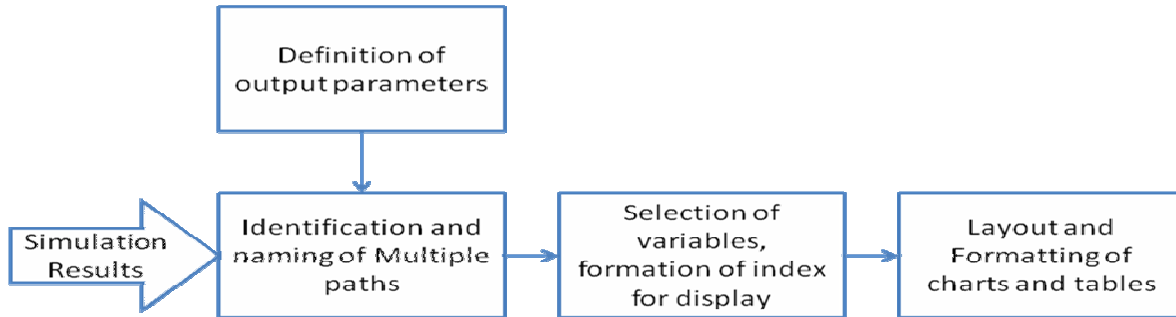 Definition of
output parameters
Simulation
Results
Identification and
naming of Multiple
paths
Selection of
variables,
formation of index
for display
Layout and
Formatting of
charts and tables